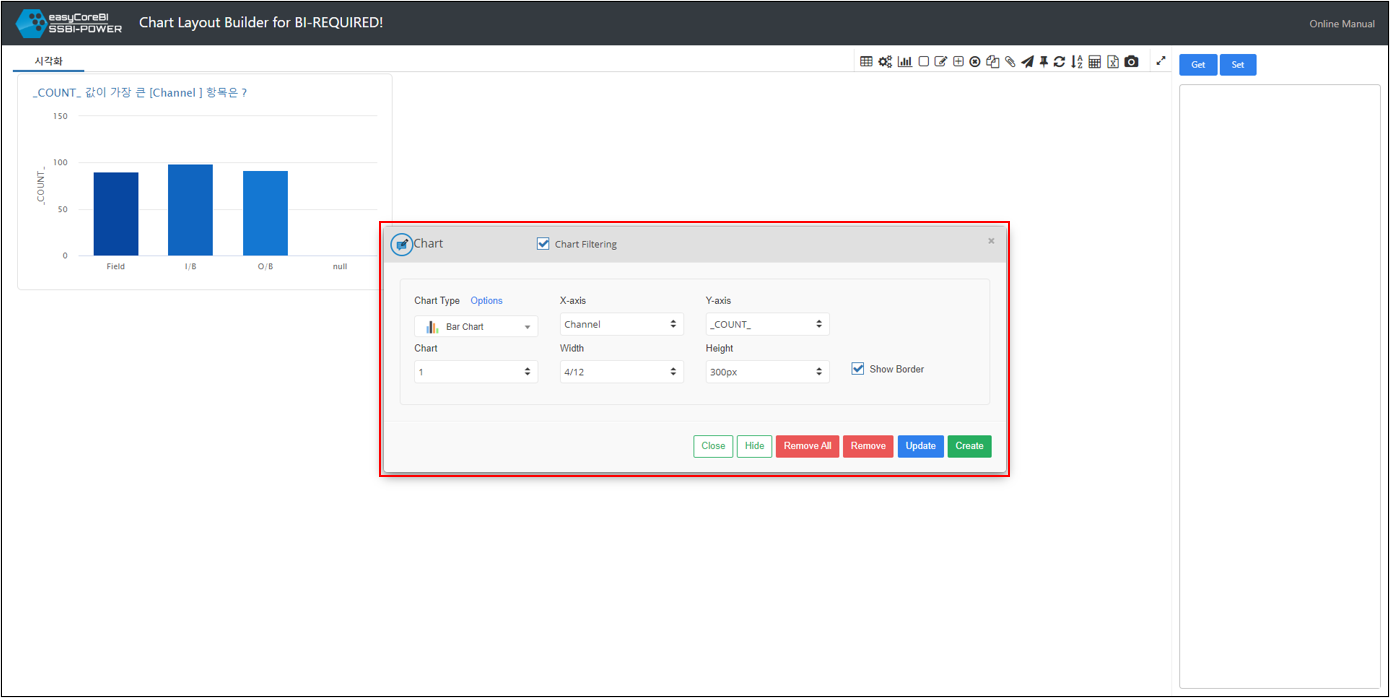 easyCoreBI
SSBI-POWER
Chart Layout Builder for BI-REQUIRED!
Online Manual
시각화
Get
Set
_COUNT_ 값이 가장 큰 [Channel ] 항목은 ?
150
100
50
0
_COUNT_
Field
I/B
O/B
null
Chart
Chart Filtering
×
Chart Type
Options
X-axis
Y-axis
Bar Chart
Channel
_COUNT_
Chart
Width
Height
1
4/12
300px
Show Border
Close
Hide
Remove All
Remove
Update
Create